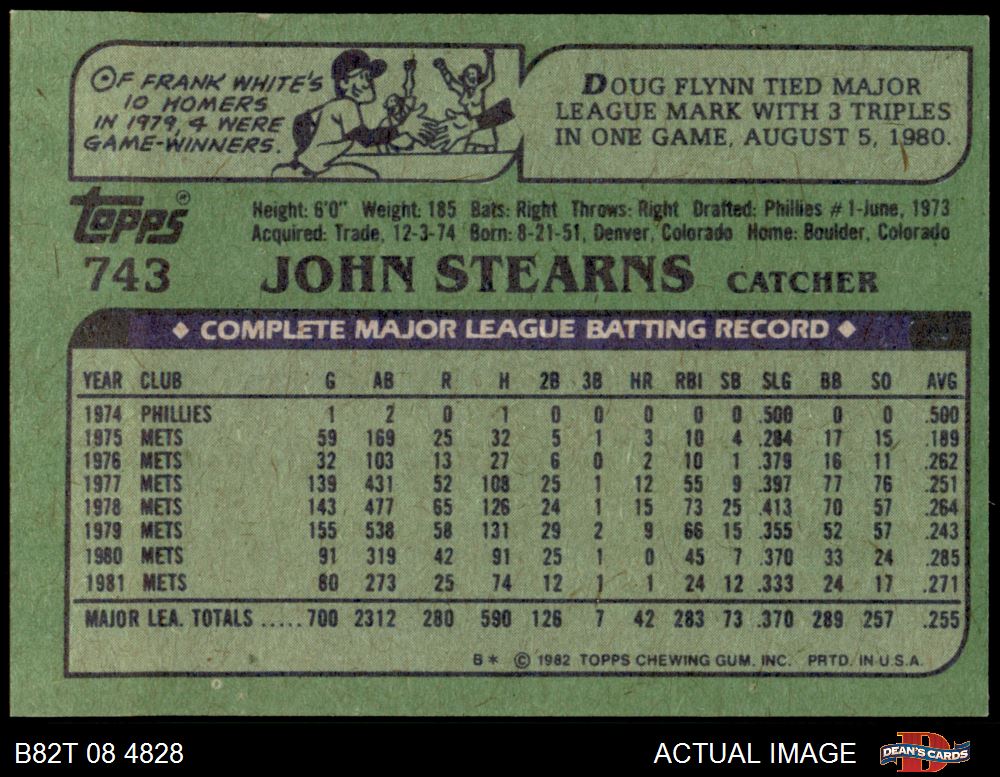 OF FRANK WHITE'S
10 HOMERS
IN 1979, 4 WERE
GAME-WINNERS.
DOUG FLYNN TIED MAJOR
LEAGUE MARK WITH 3 TRIPLES
IN ONE GAME, AUGUST 5, 1980.
Topps®
Height: 6'0" Weight: 185 Bats: Right Throws: Right Drafted: Phillies #1-June, 1973
Acquired: Trade, 12-3-74 Born: 8-21-51, Denver, Colorado Home: Boulder, Colorado
743 JOHN STEARNS CATCHER
◆ COMPLETE MAJOR LEAGUE BATTING RECORD ◆
YEAR CLUB G AB R H 2B 3B HR RBI SB SLG BB SO AVG
1974 PHILLIES 1 2 0 1 0 0 0 0 0 .500 0 0 .500
1975 METS 59 169 25 32 5 1 3 10 4 .284 17 15 .189
1976 METS 32 103 13 27 6 0 2 10 1 .379 16 11 .262
1977 METS 139 431 52 108 25 1 12 55 9 .397 77 76 .251
1978 METS 143 477 65 126 24 1 15 73 25 .413 70 57 .264
1979 METS 155 538 58 131 29 2 9 66 15 .355 52 57 .243
1980 METS 91 319 42 91 25 1 0 45 7 .370 33 24 .285
1981 METS 80 273 25 74 12 1 1 24 12 .333 24 17 .271
MAJOR LEA. TOTALS .....700 2312 280 590 126 7 42 283 73 .370 289 257 .255
B* © 1982 TOPPS CHEWING GUM, INC. PRTD. IN U.S.A.
B82T 08 4828
ACTUAL IMAGE
D
DEAN'S CARDS